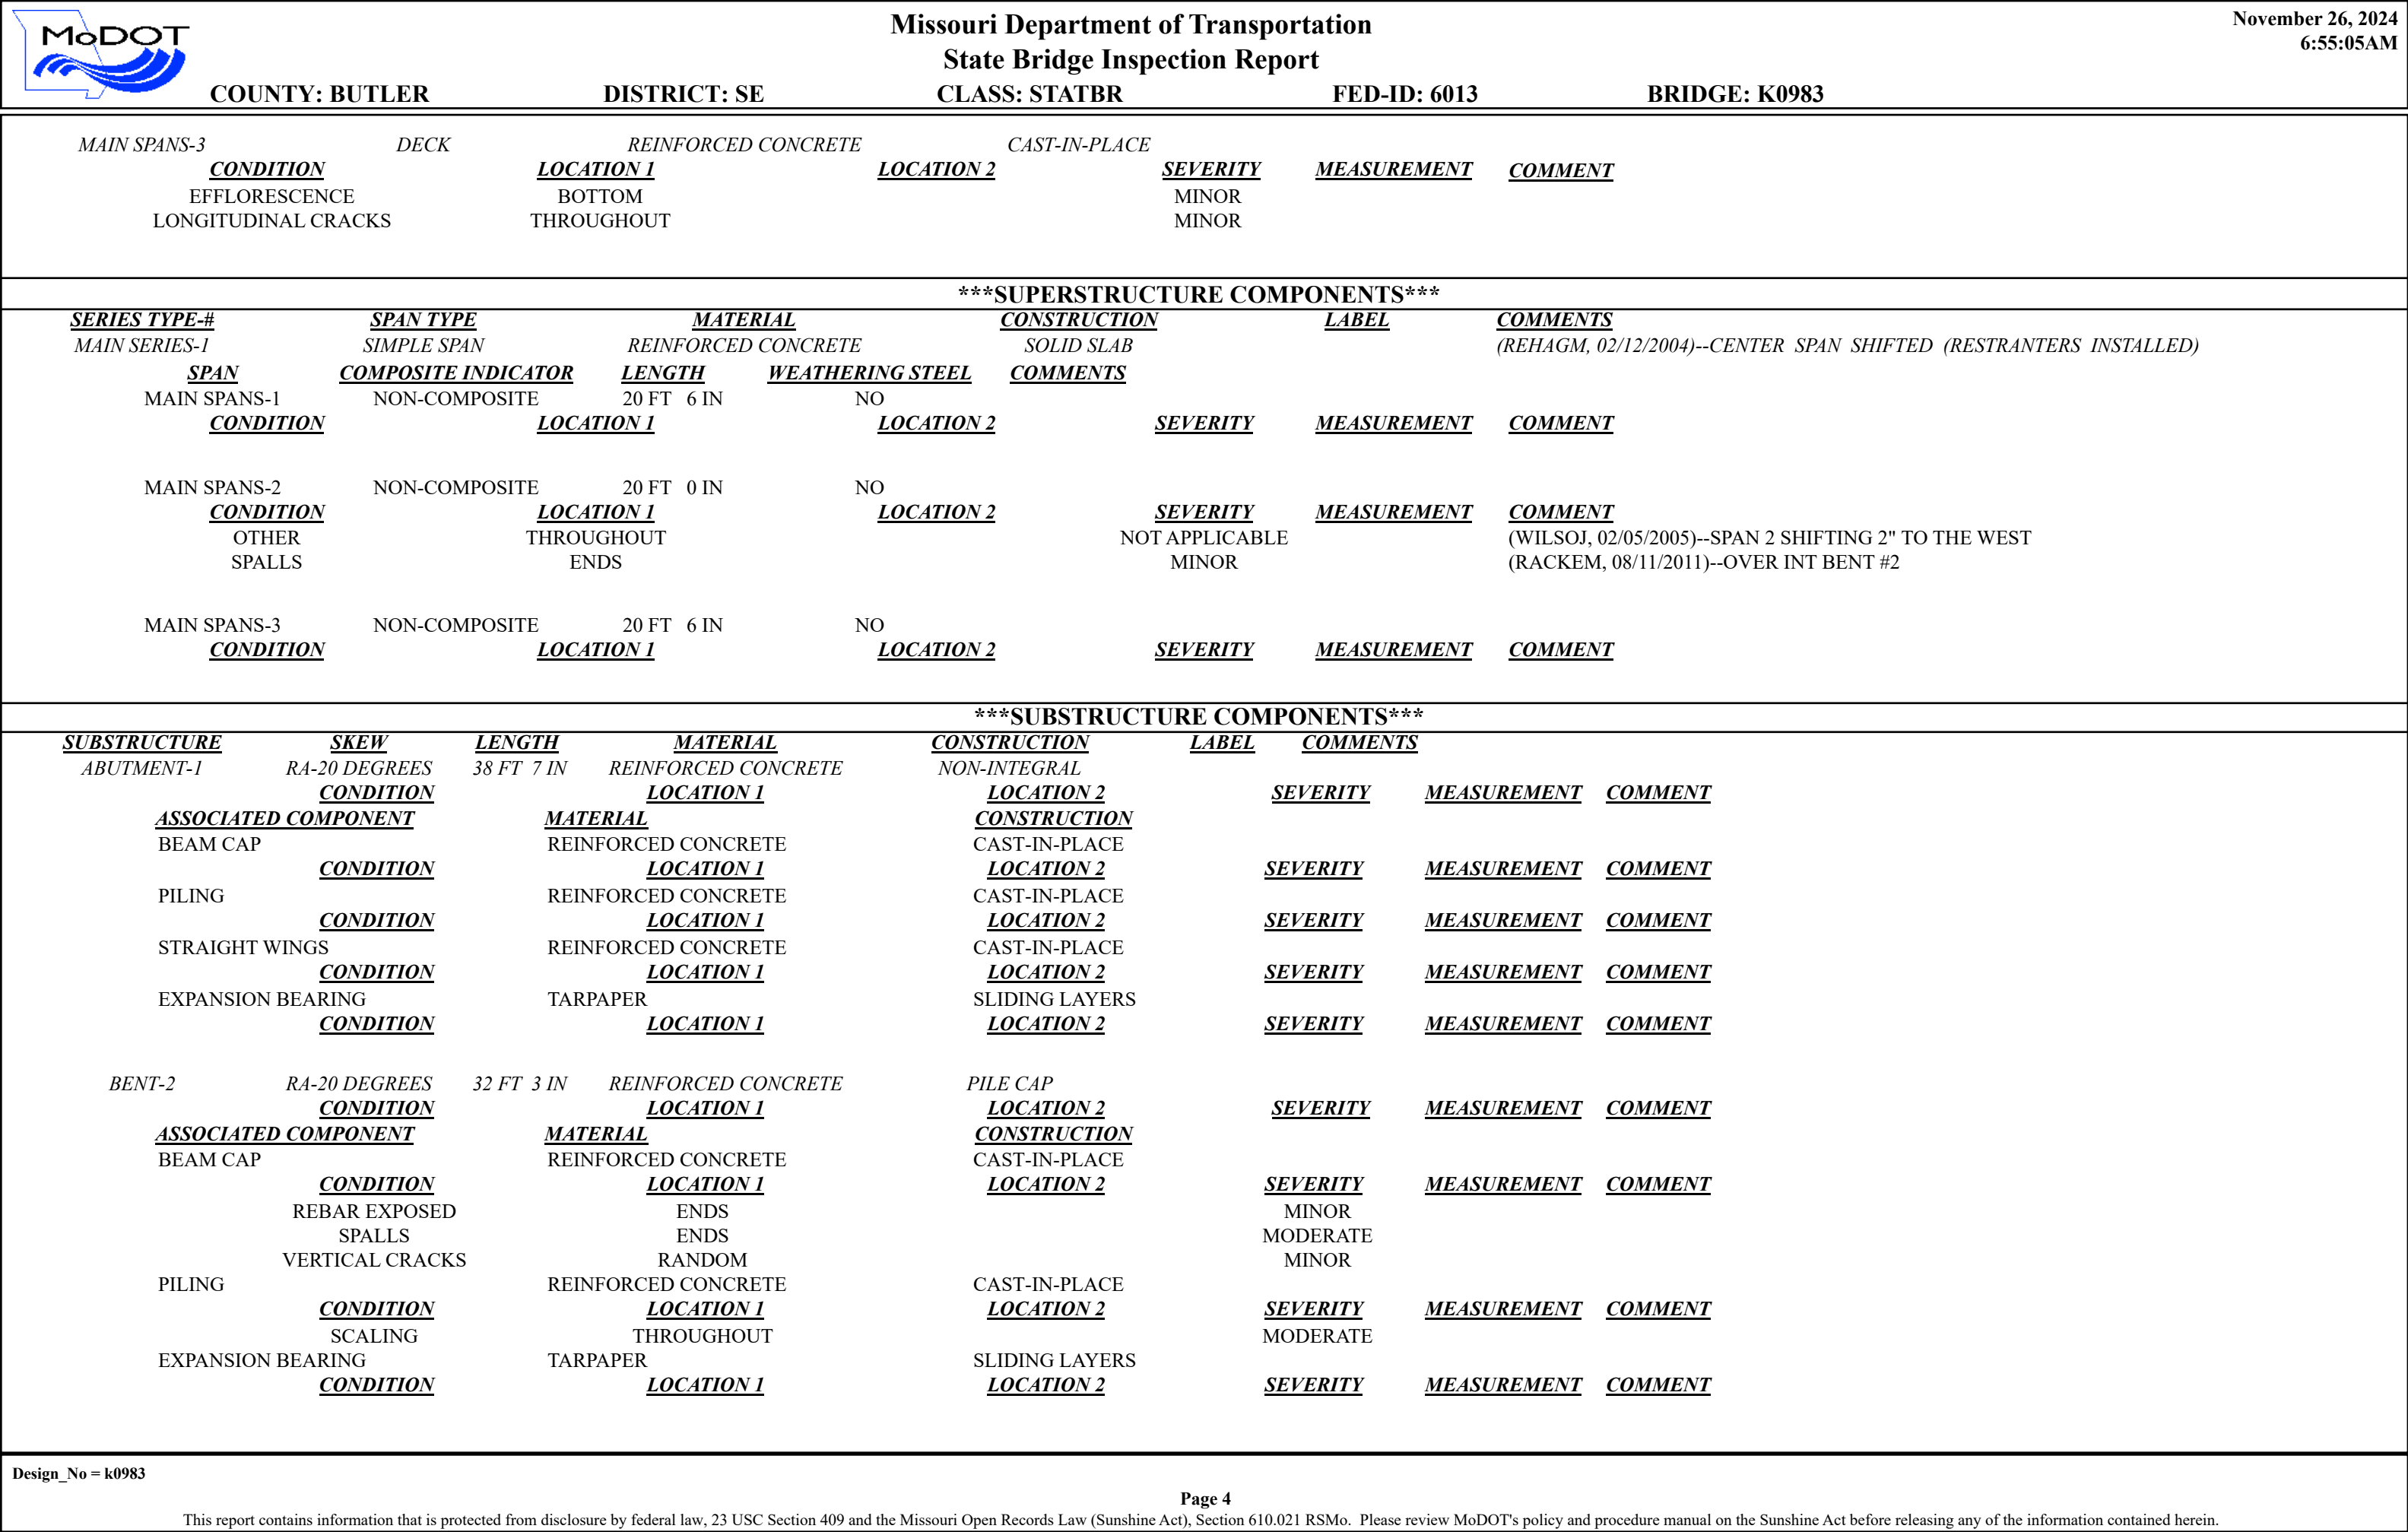 MoDOT
Missouri Department of Transportation
State Bridge Inspection Report
November 26, 2024
6:55:05AM
COUNTY: BUTLER DISTRICT: SE CLASS: STATBR FED-ID: 6013 BRIDGE: K0983
MAIN SPANS-3 DECK REINFORCED CONCRETE CAST-IN-PLACE
CONDITION LOCATION 1 LOCATION 2 SEVERITY MEASUREMENT COMMENT
EFFLORESCENCE BOTTOM MINOR
LONGITUDINAL CRACKS THROUGHOUT MINOR
***SUPERSTRUCTURE COMPONENTS***
SERIES TYPE-# SPAN TYPE MATERIAL CONSTRUCTION LABEL COMMENTS
MAIN SERIES-1 SIMPLE SPAN REINFORCED CONCRETE SOLID SLAB (REHAGM, 02/12/2004)--CENTER SPAN SHIFTED (RESTRANTERS INSTALLED)
SPAN COMPOSITE INDICATOR LENGTH WEATHERING STEEL COMMENTS
MAIN SPANS-1 NON-COMPOSITE 20 FT 6 IN NO
CONDITION LOCATION 1 LOCATION 2 SEVERITY MEASUREMENT COMMENT
MAIN SPANS-2 NON-COMPOSITE 20 FT 0 IN NO
CONDITION LOCATION 1 LOCATION 2 SEVERITY MEASUREMENT COMMENT
OTHER THROUGHOUT NOT APPLICABLE (WILSOJ, 02/05/2005)--SPAN 2 SHIFTING 2" TO THE WEST
SPALLS ENDS MINOR (RACKEM, 08/11/2011)--OVER INT BENT #2
MAIN SPANS-3 NON-COMPOSITE 20 FT 6 IN NO
CONDITION LOCATION 1 LOCATION 2 SEVERITY MEASUREMENT COMMENT
***SUBSTRUCTURE COMPONENTS***
SUBSTRUCTURE SKEW LENGTH MATERIAL CONSTRUCTION LABEL COMMENTS
ABUTMENT-1 RA-20 DEGREES 38 FT 7 IN REINFORCED CONCRETE NON-INTEGRAL
CONDITION LOCATION 1 LOCATION 2 SEVERITY MEASUREMENT COMMENT
ASSOCIATED COMPONENT MATERIAL CONSTRUCTION
BEAM CAP REINFORCED CONCRETE CAST-IN-PLACE
CONDITION LOCATION 1 LOCATION 2 SEVERITY MEASUREMENT COMMENT
PILING REINFORCED CONCRETE CAST-IN-PLACE
CONDITION LOCATION 1 LOCATION 2 SEVERITY MEASUREMENT COMMENT
STRAIGHT WINGS REINFORCED CONCRETE CAST-IN-PLACE
CONDITION LOCATION 1 LOCATION 2 SEVERITY MEASUREMENT COMMENT
EXPANSION BEARING TARPAPER SLIDING LAYERS
CONDITION LOCATION 1 LOCATION 2 SEVERITY MEASUREMENT COMMENT
BENT-2 RA-20 DEGREES 32 FT 3 IN REINFORCED CONCRETE PILE CAP
CONDITION LOCATION 1 LOCATION 2 SEVERITY MEASUREMENT COMMENT
ASSOCIATED COMPONENT MATERIAL CONSTRUCTION
BEAM CAP REINFORCED CONCRETE CAST-IN-PLACE
CONDITION LOCATION 1 LOCATION 2 SEVERITY MEASUREMENT COMMENT
REBAR EXPOSED ENDS MINOR
SPALLS ENDS MODERATE
VERTICAL CRACKS RANDOM MINOR
PILING REINFORCED CONCRETE CAST-IN-PLACE
CONDITION LOCATION 1 LOCATION 2 SEVERITY MEASUREMENT COMMENT
SCALING THROUGHOUT MODERATE
EXPANSION BEARING TARPAPER SLIDING LAYERS
CONDITION LOCATION 1 LOCATION 2 SEVERITY MEASUREMENT COMMENT
Design_No = k0983
Page 4
This report contains information that is protected from disclosure by federal law, 23 USC Section 409 and the Missouri Open Records Law (Sunshine Act), Section 610.021 RSMo. Please review MoDOT's policy and procedure manual on the Sunshine Act before releasing any of the information contained herein.